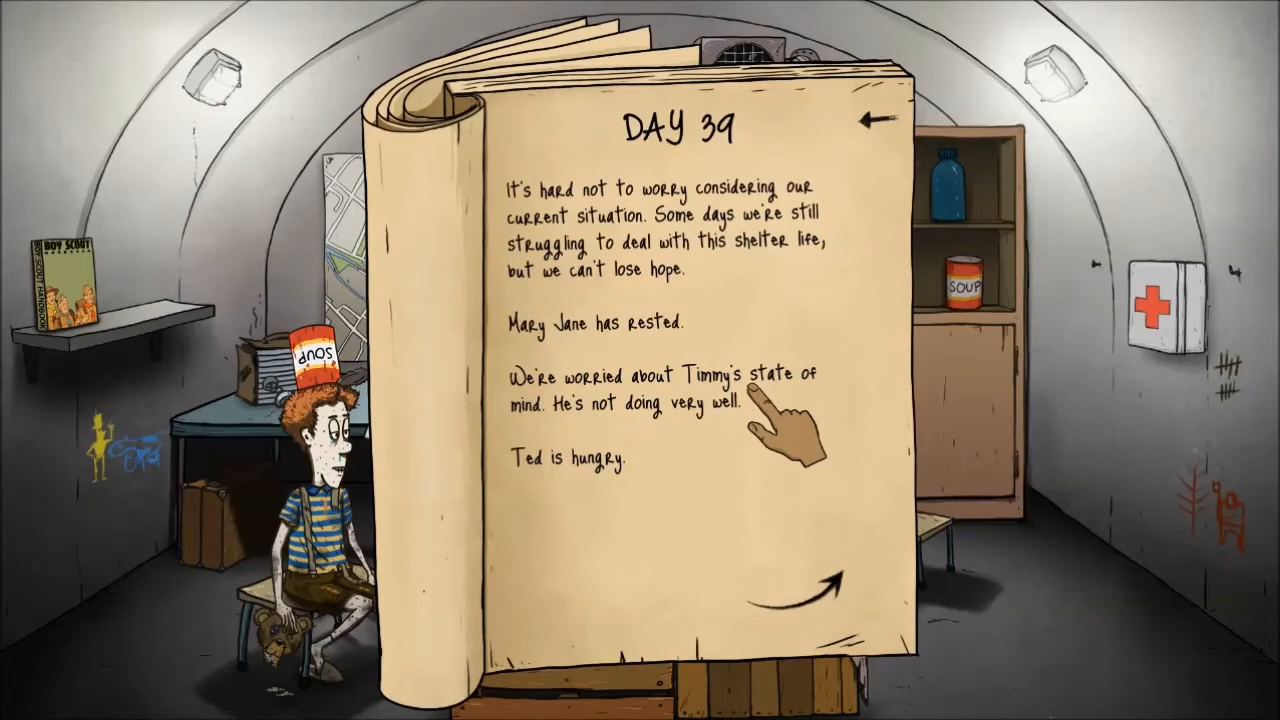 DAY 39
It's hard not to worry considering our
current situation. Some days we're still
struggling to deal with this shelter life,
but we can't lose hope.
Mary Jane has rested.
We're worried about Timmy's state of
mind. He's not doing very well.
Ted is hungry.
BOY SCOUT
BOY SCOUT HANDBOOK
SOUP
SOUP